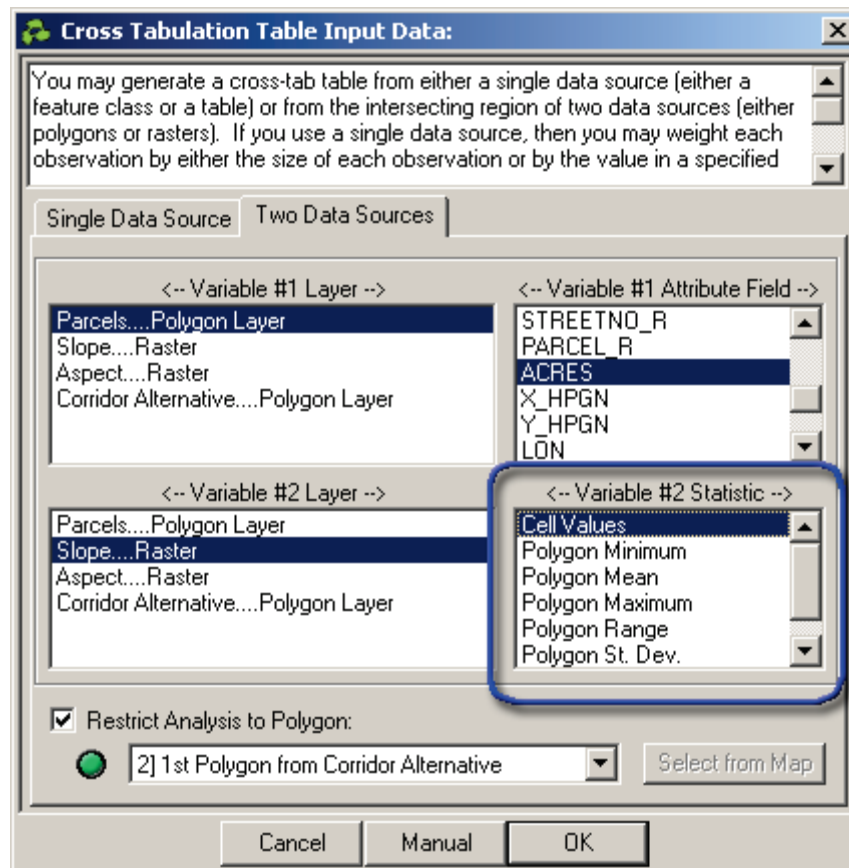 Cross Tabulation Table Input Data:
You may generate a cross-tab table from either a single data source (either a
feature class or a table) or from the intersecting region of two data sources (either
polygons or rasters). If you use a single data source, then you may weight each
observation by either the size of each observation or by the value in a specified
Single Data Source
Two Data Sources
<-- Variable #1 Layer -->
Parcels....Polygon Layer
Slope....Raster
Aspect....Raster
Corridor Alternative....Polygon Layer
<-- Variable #1 Attribute Field -->
STREETNO_R
PARCEL_R
ACRES
X_HPGN
Y_HPGN
LON
<-- Variable #2 Layer -->
Parcels....Polygon Layer
Slope....Raster
Aspect....Raster
Corridor Alternative....Polygon Layer
<-- Variable #2 Statistic -->
Cell Values
Polygon Minimum
Polygon Mean
Polygon Maximum
Polygon Range
Polygon St. Dev.
Restrict Analysis to Polygon:
2] 1st Polygon from Corridor Alternative
Select from Map
Cancel
Manual
OK